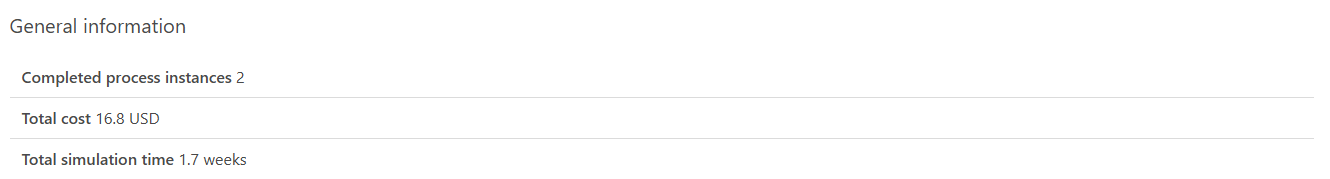 General information
Completed process instances 2
Total cost 16.8 USD
Total simulation time 1.7 weeks